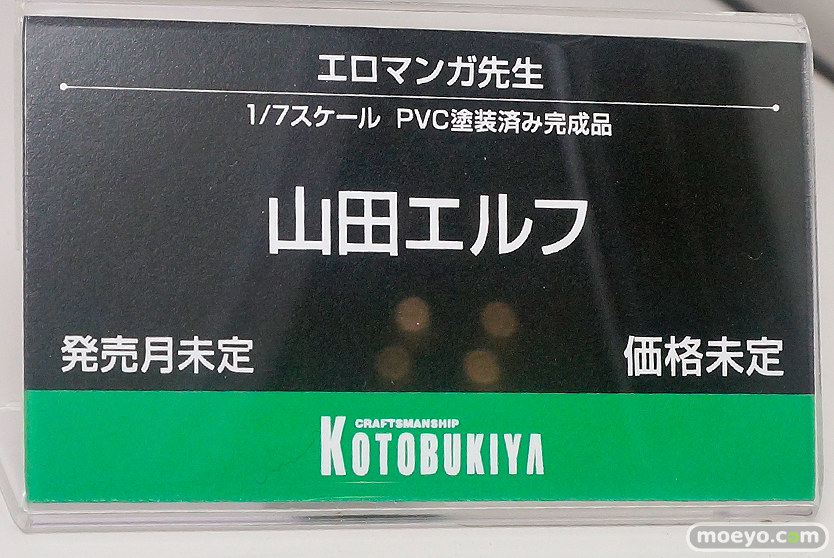 エロマンガ先生
1/7スケール PVC塗装済み完成品
山田エルフ
発売月未定
価格未定
CRAFTSMANSHIP
KOTOBUKIYA
moeyo.com